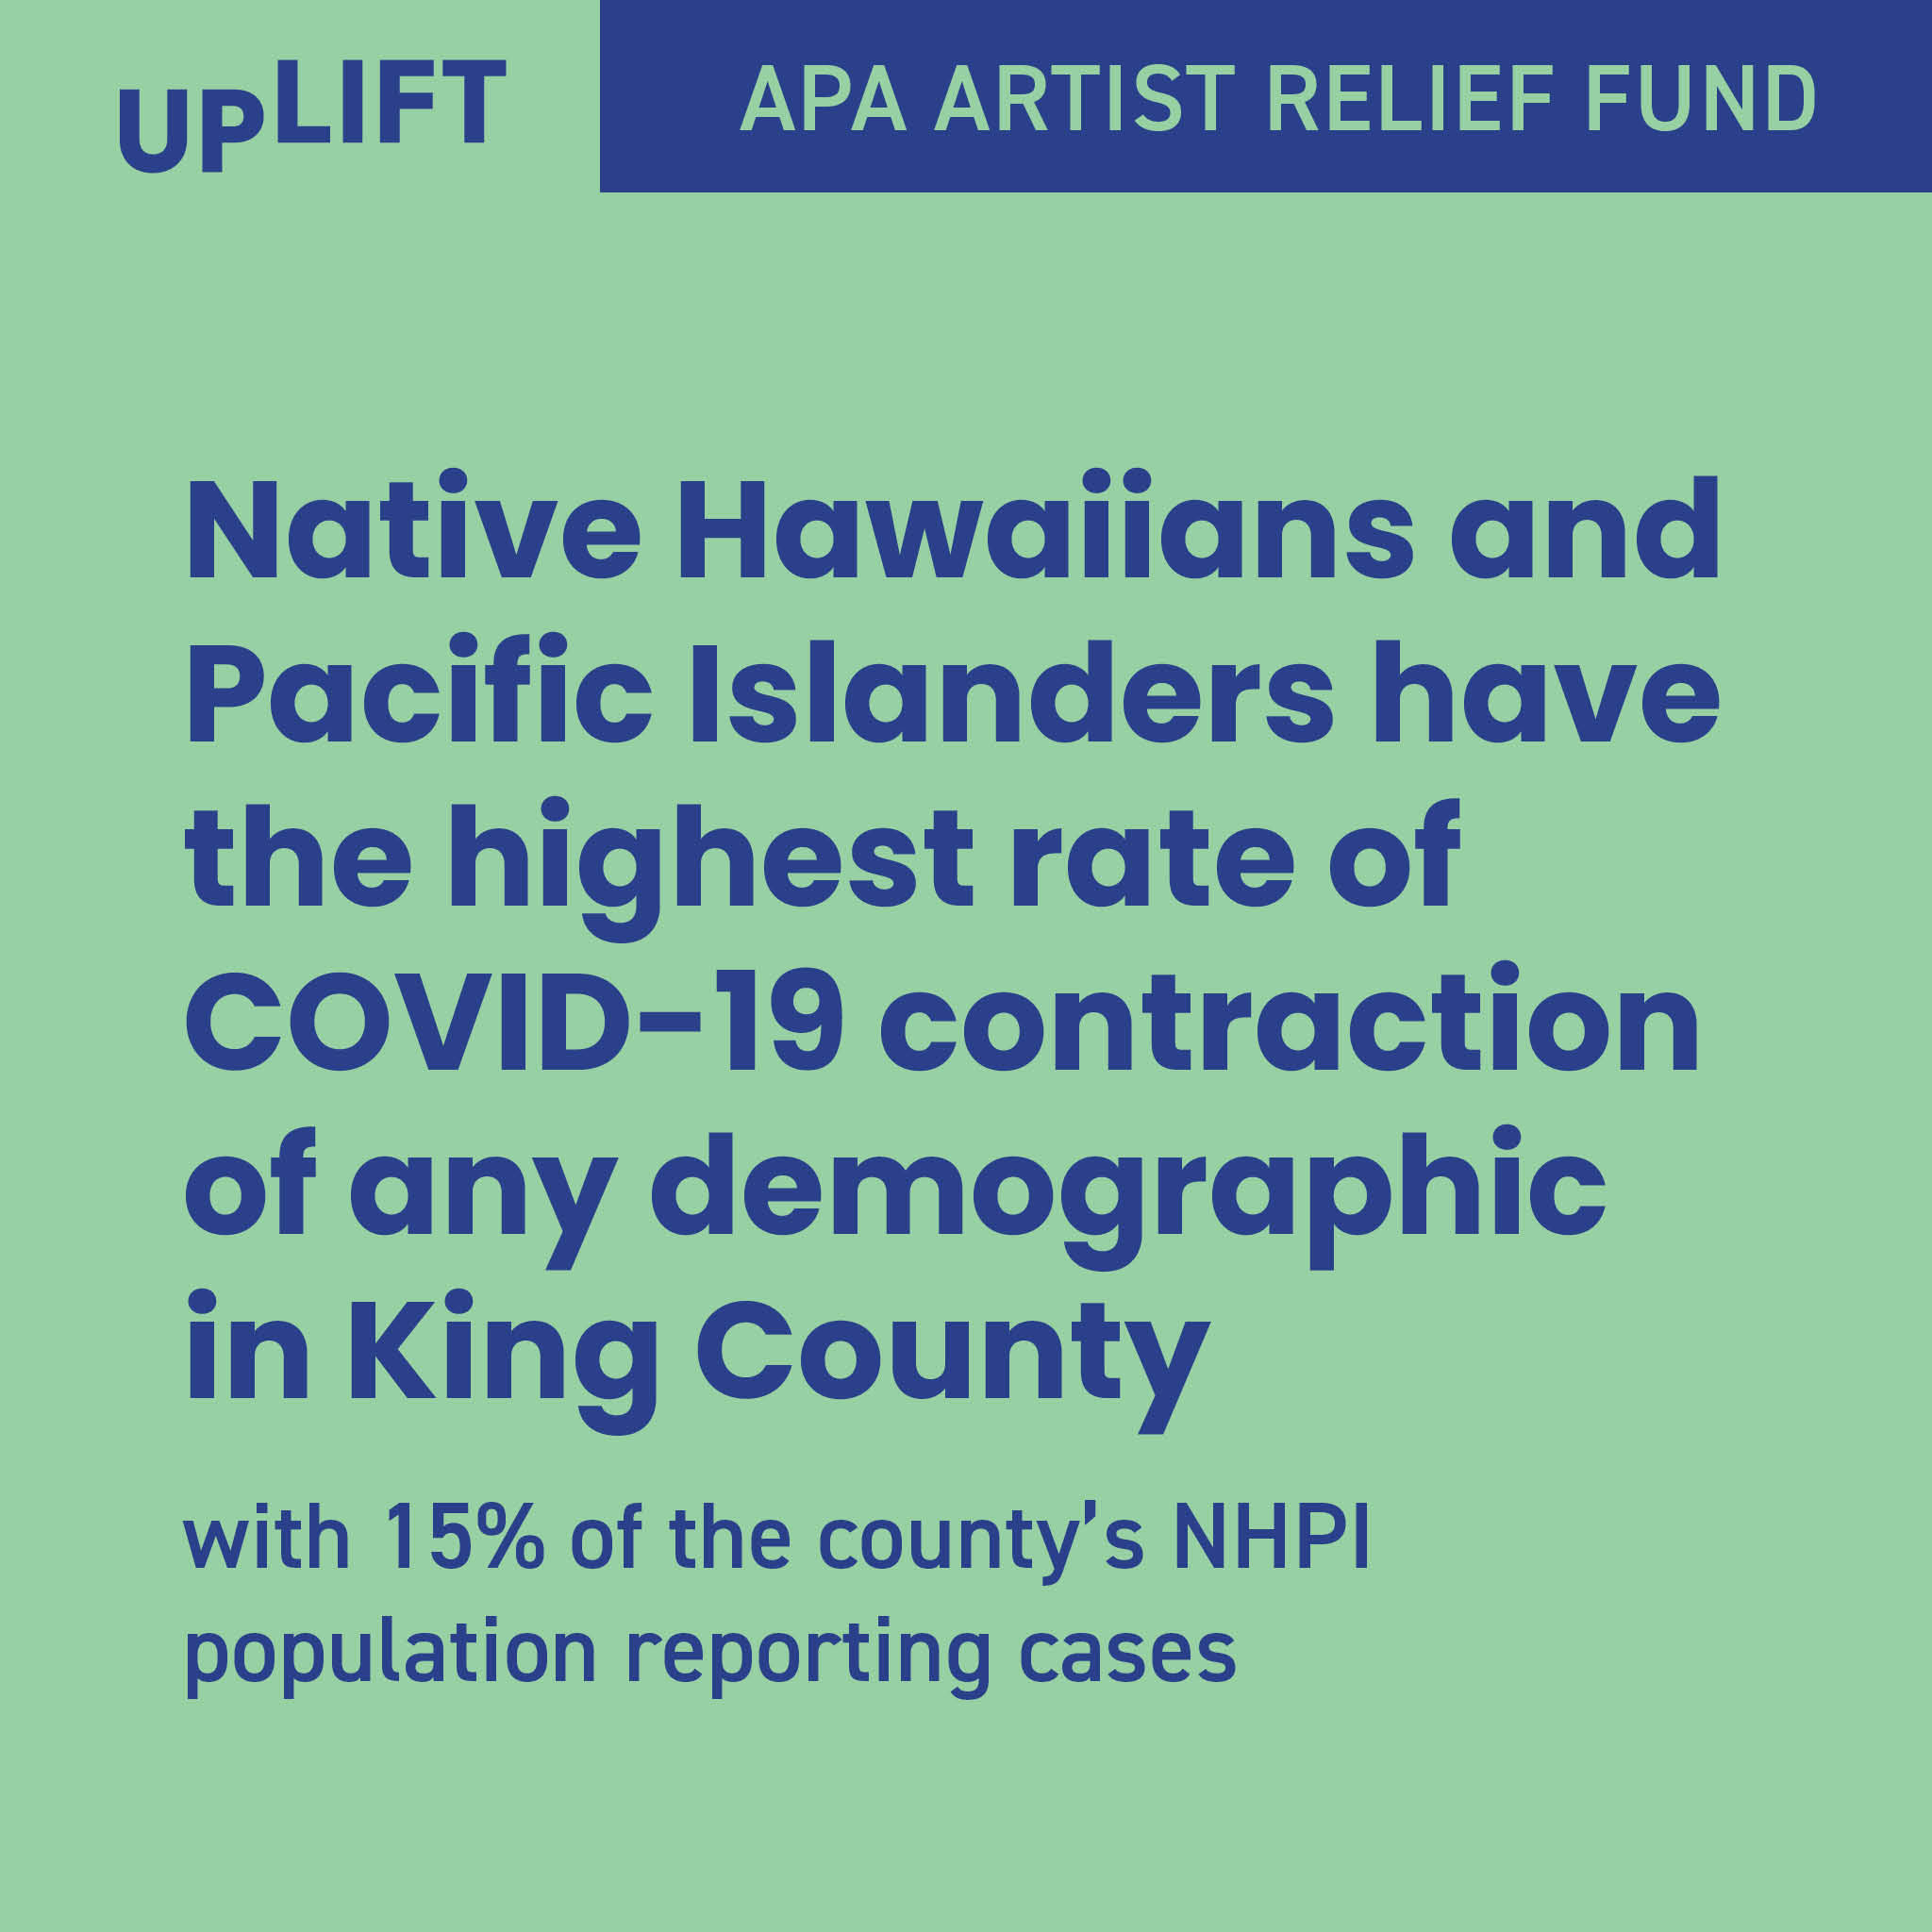 UPLIFT
APA ARTIST RELIEF FUND
Native Hawaiians and
Pacific Islanders have
the highest rate of
COVID-19 contraction
of any demographic
in King County
with 15% of the county's NHPI
population reporting cases